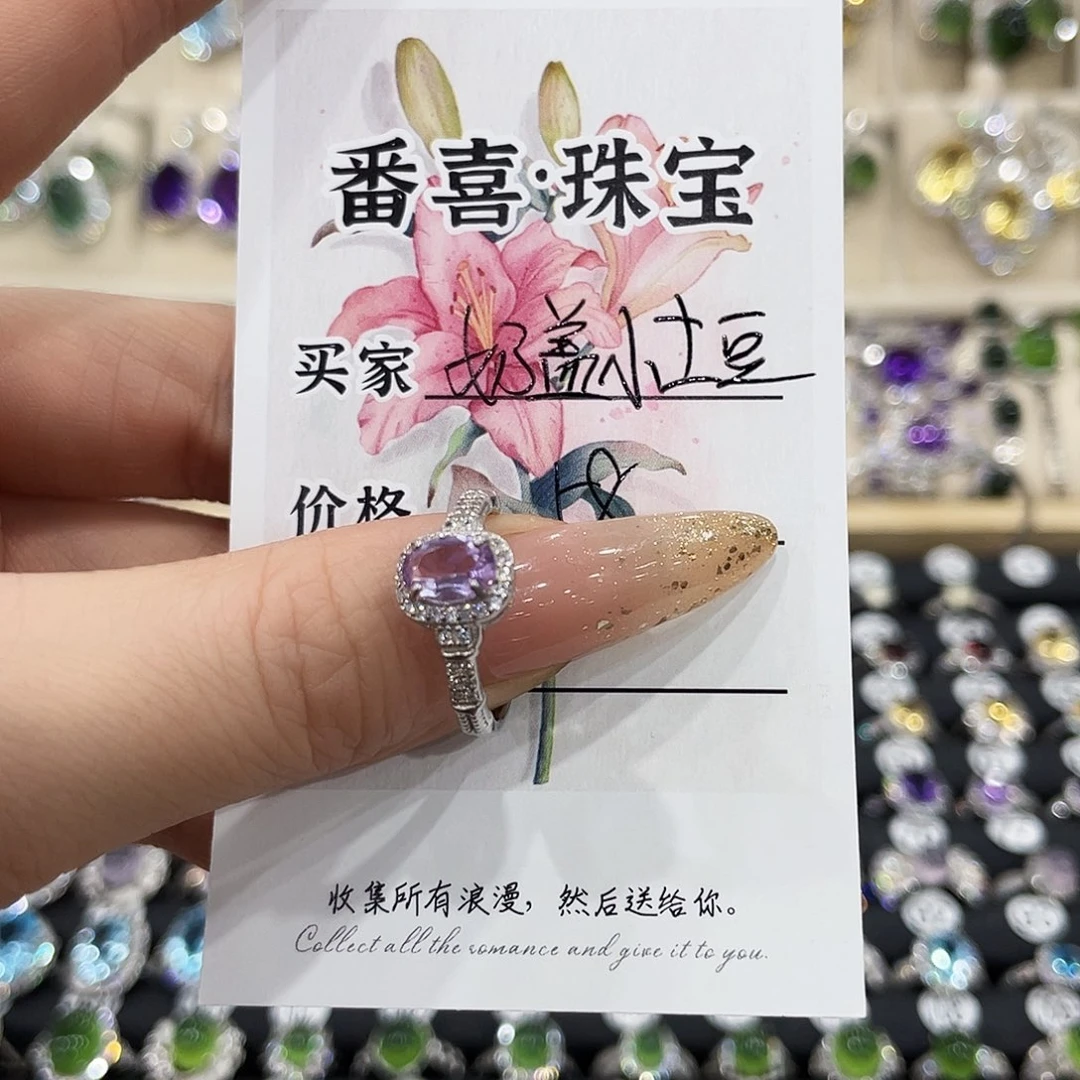 番喜·珠宝
买家 奶盖小土豆
价格 18
收集所有浪漫，然后送给你。
Collect all the romance and give it to you.